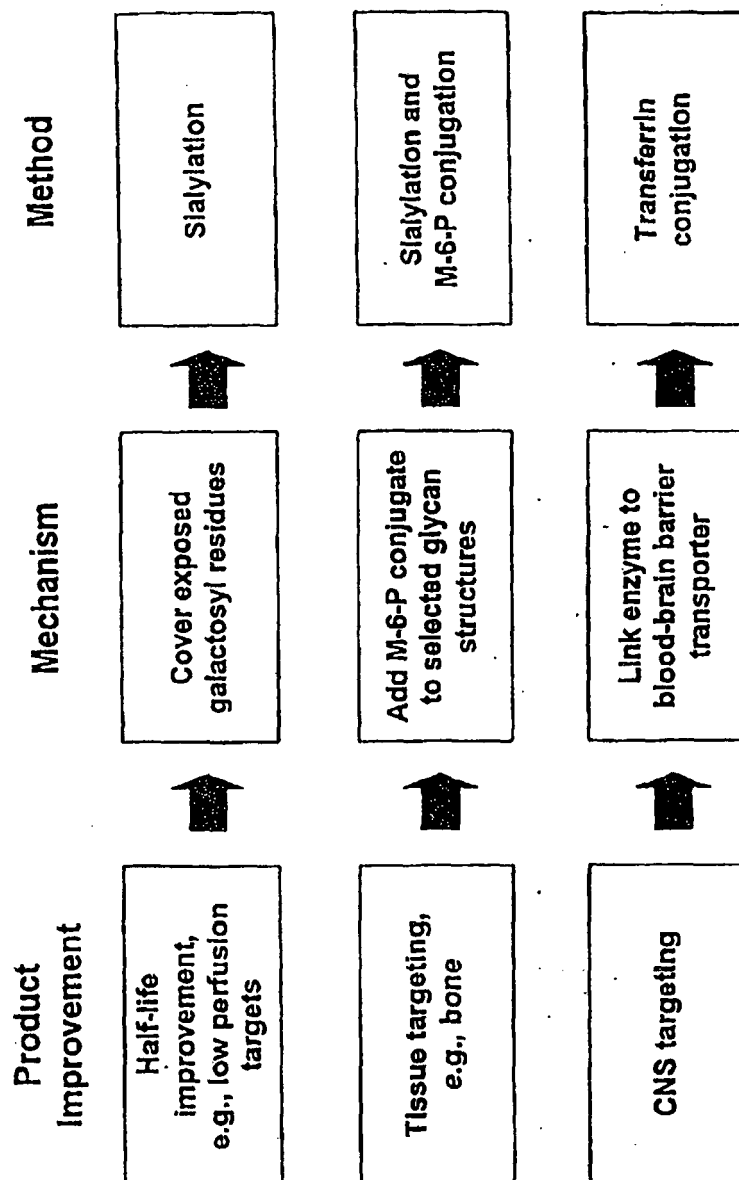 Product
Improvement
Mechanism
Method
Half-life
improvement,
e.g., low perfusion
targets
Cover exposed
galactosyl residues
Sialylation
Tissue targeting,
e.g., bone
Add M-6-P conjugate
to selected glycan
structures
Sialylation and
M-6-P conjugation
CNS targeting
Link enzyme to
blood-brain barrier
transporter
Transferrin
conjugation